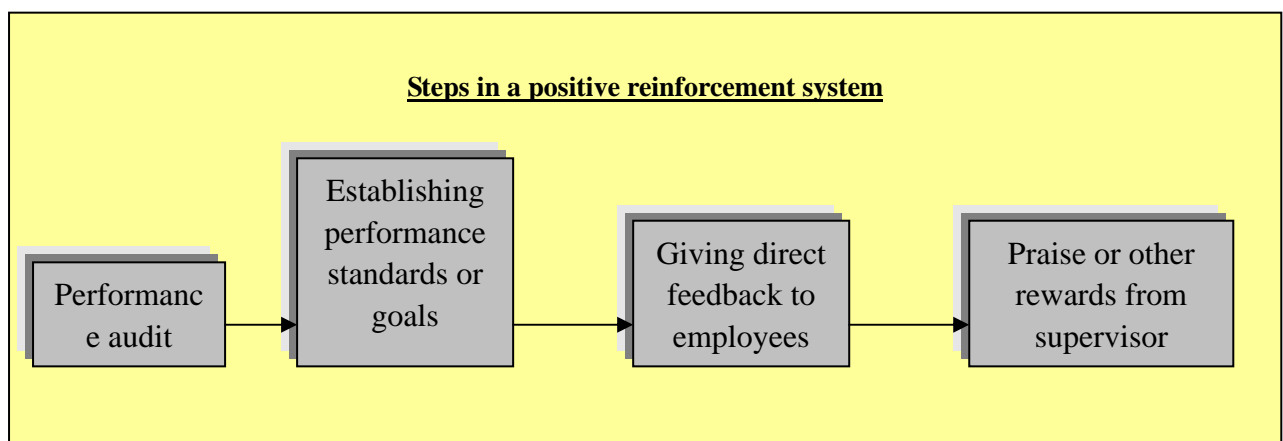 Steps in a positive reinforcement system
Performanc
e audit
Establishing
performance
standards or
goals
Giving direct
feedback to
employees
Praise or other
rewards from
supervisor